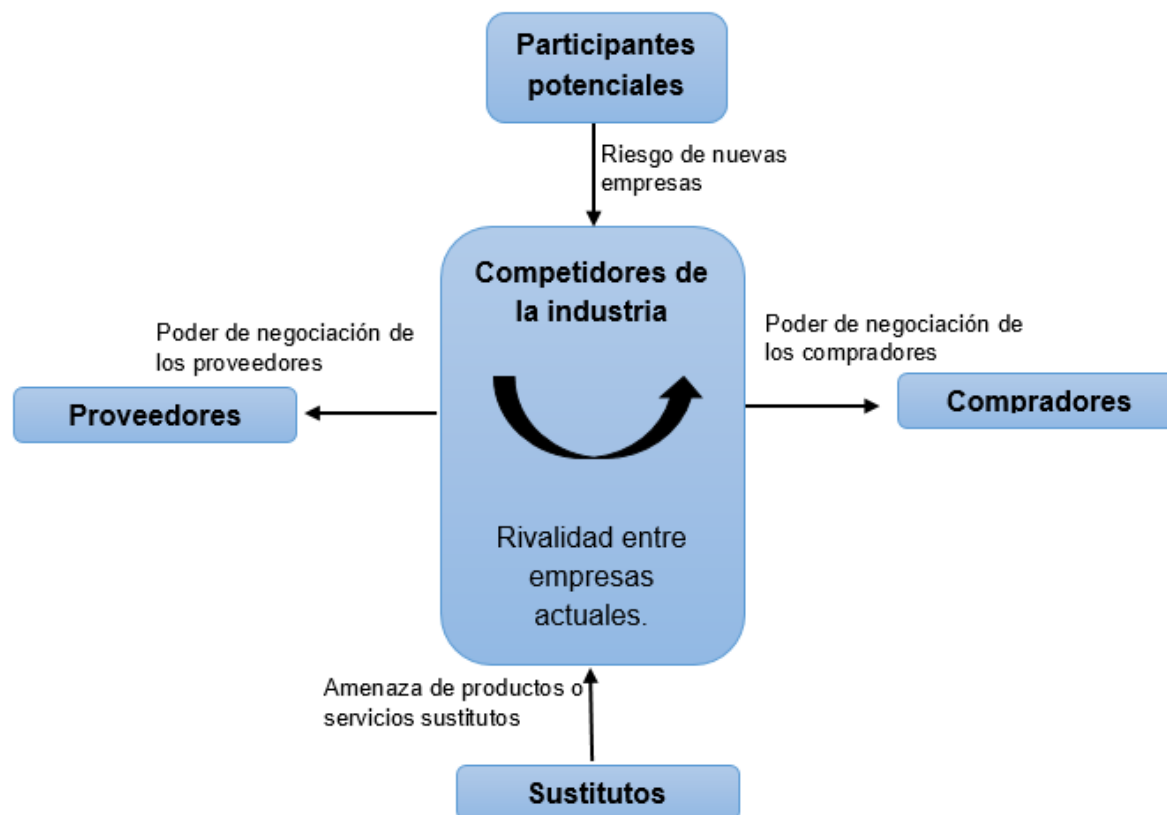 Participantes
potenciales
Riesgo de nuevas
empresas
Competidores de
la industria
Poder de negociación de
los proveedores
Poder de negociación de
los compradores
Proveedores
Compradores
Rivalidad entre
empresas
actuales.
Amenaza de productos o
servicios sustitutos
Sustitutos